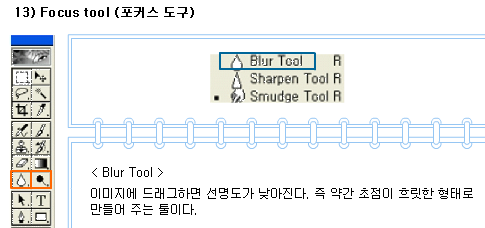 13) Focus tool (포커스 도구)
Blur Tool R
Sharpen Tool R
Smudge Tool R
T
< Blur Tool >
이미지에 드래그하면 선명도가 낮아진다. 즉 약간 초점이 흐릿한 형태로
만들어 주는 툴이다.